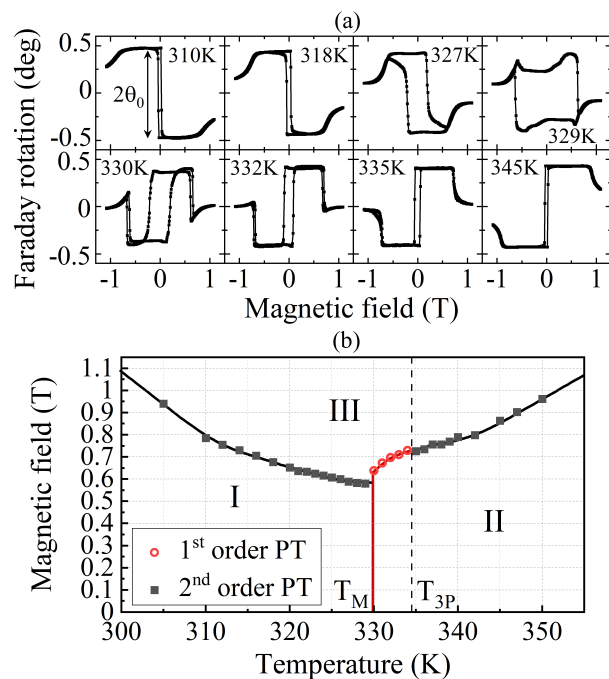 (a)
Faraday rotation (deg)
0.5
0
-0.5
310K
2θ0
318K
327K
329K
0.5
0
-0.5
330K
332K
335K
345K
-1 0 1 -1 0 1 -1 0 1 -1 0 1
Magnetic field (T)
(b)
Magnetic field (T)
1.1
1
0.9
0.8
0.7
0.6
0.5
0.4
0.3
0.2
0.1
0
III
I
II
1st order PT
2nd order PT
TM
T3P
300 310 320 330 340 350
Temperature (K)